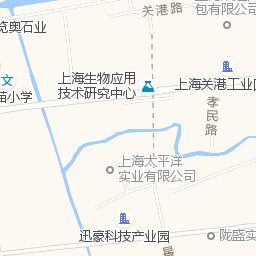 关港路
包有限公司
览奥石业
文
苗小学
上海生物应用
技术研究中心
上海关港工业园
孝民路
上海太平洋
实业有限公司
迅豪科技产业园
陇盛实